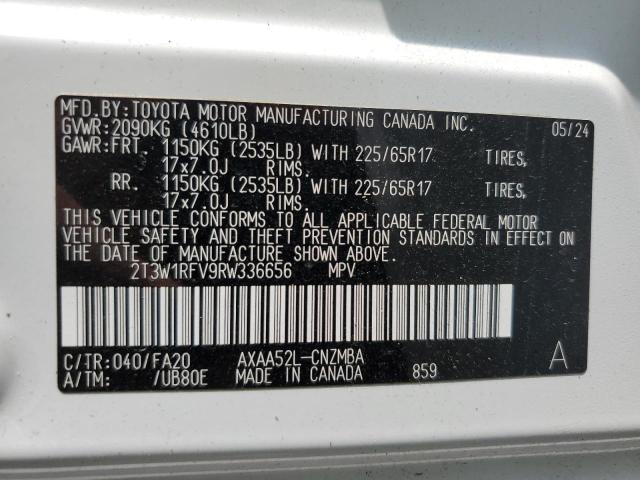 MFD.BY:TOYOTA MOTOR MANUFACTURING CANADA INC. 05/24
GVWR:2090KG (4610LB)
GAWR:FRT. 1150KG (2535LB) WITH 225/65R17 TIRES,
17x7.0J RIMS.
RR. 1150KG (2535LB) WITH 225/65R17 TIRES,
17x7.0J RIMS.
THIS VEHICLE CONFORMS TO ALL APPLICABLE FEDERAL MOTOR
VEHICLE SAFETY AND THEFT PREVENTION STANDARDS IN EFFECT ON
THE DATE OF MANUFACTURE SHOWN ABOVE.
2T3W1RFV9RW336656 MPV
C/TR:040/FA20 AXAA52L-CNZMBA A
A/TM: /UB80E MADE IN CANADA 859